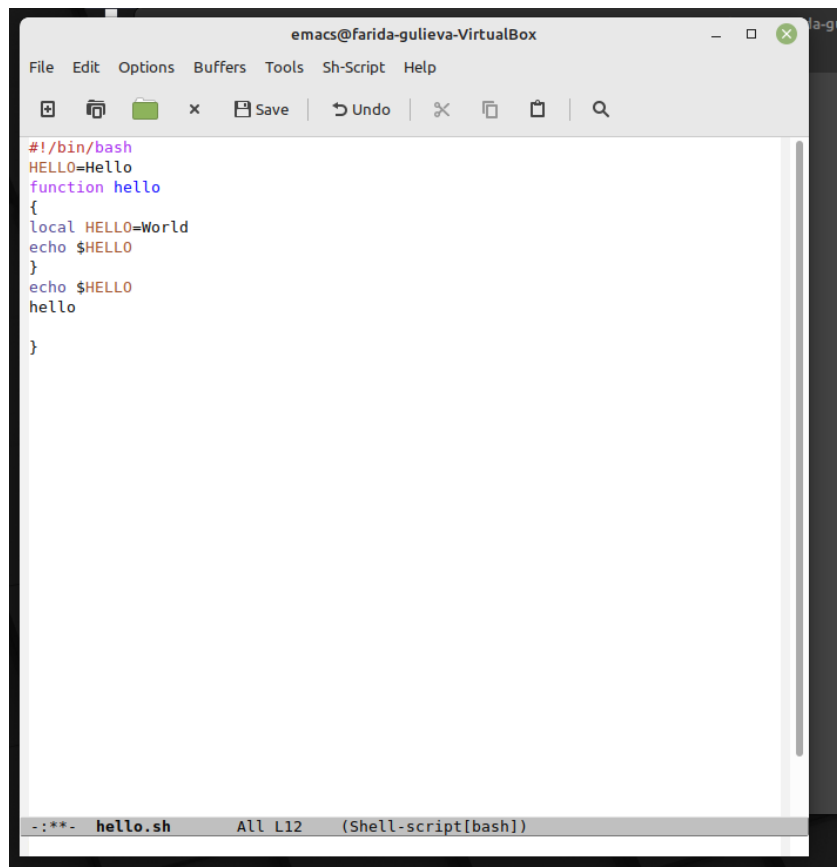 la-g
emacs@farida-gulieva-VirtualBox
File Edit Options Buffers Tools Sh-Script Help
Save Undo
#!/bin/bash
HELLO=Hello
function hello
{
local HELLO=World
echo $HELLO
}
echo $HELLO
hello
}
-:**- hello.sh All L12 (Shell-script[bash])